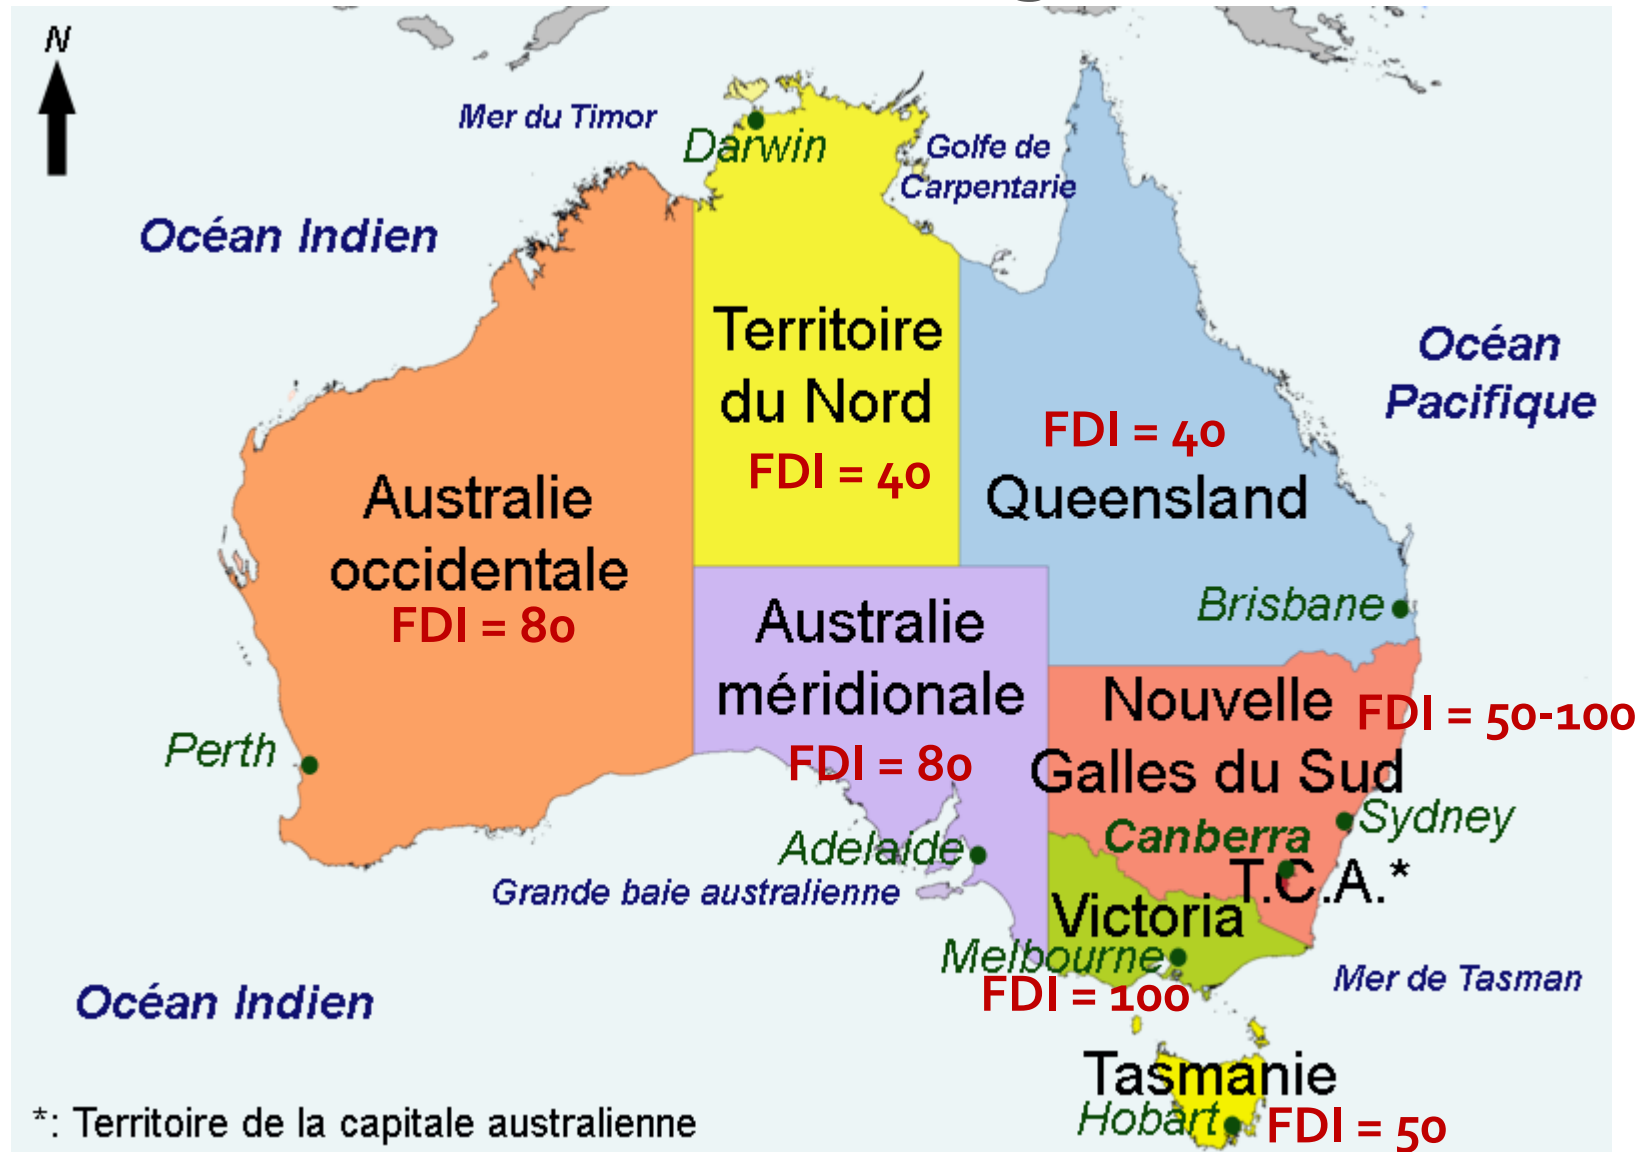 N
Mer du Timor
Darwin
Golfe de
Carpentarie
Océan Indien
Territoire
du Nord
FDI = 40
Océan
Pacifique
FDI = 40
Queensland
Australie
occidentale
FDI = 80
Brisbane
Australie
méridionale
FDI = 80
Nouvelle
Galles du Sud
FDI = 50-100
Perth
Sydney
Canberra
T.C.A.*
Adelaide
Grande baie australienne
Victoria
Melbourne
FDI = 100
Mer de Tasman
Océan Indien
Tasmanie
Hobart
FDI = 50
*: Territoire de la capitale australienne